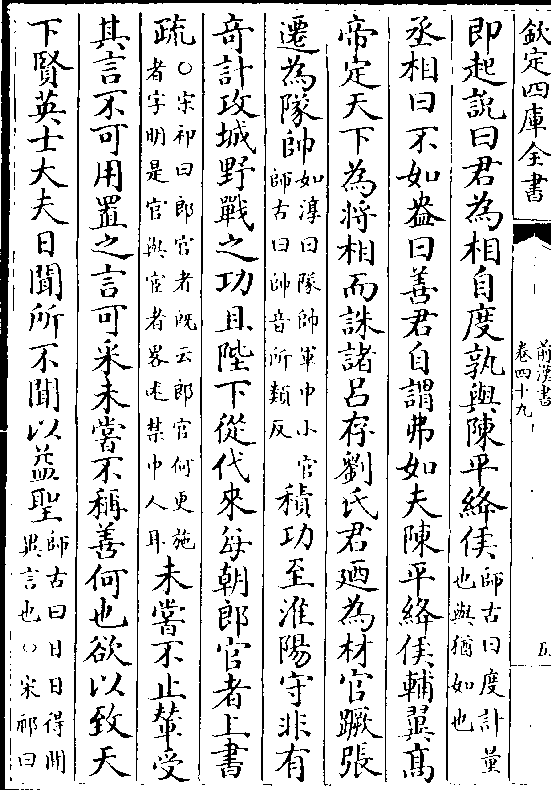 欽定四庫全書
前漢書
卷四十九
五
即起說曰君為相自度孰與陳平絳侯師古曰度計量也與猶如也
丞相曰不如盎曰善君自謂弗如夫陳平絳侯輔翼髙
帝定天下為將相而誅諸吕存劉氏君廼為材官蹶張
遷為隊帥如淳曰隊帥軍中小官師古曰帥音所類反積功至淮陽守非有
竒計攻城野戰之功且陛下從代來每朝郎官者上書
疏○宋祁曰郎官者既云郎官何更施者字明是官與宦者畧皆禁中人耳未嘗不止輦受
其言不可用置之言可采未嘗不稱善何也欲以致天
下賢英士大夫日聞所不聞以益聖師古曰日日得聞異言也○宋祁曰